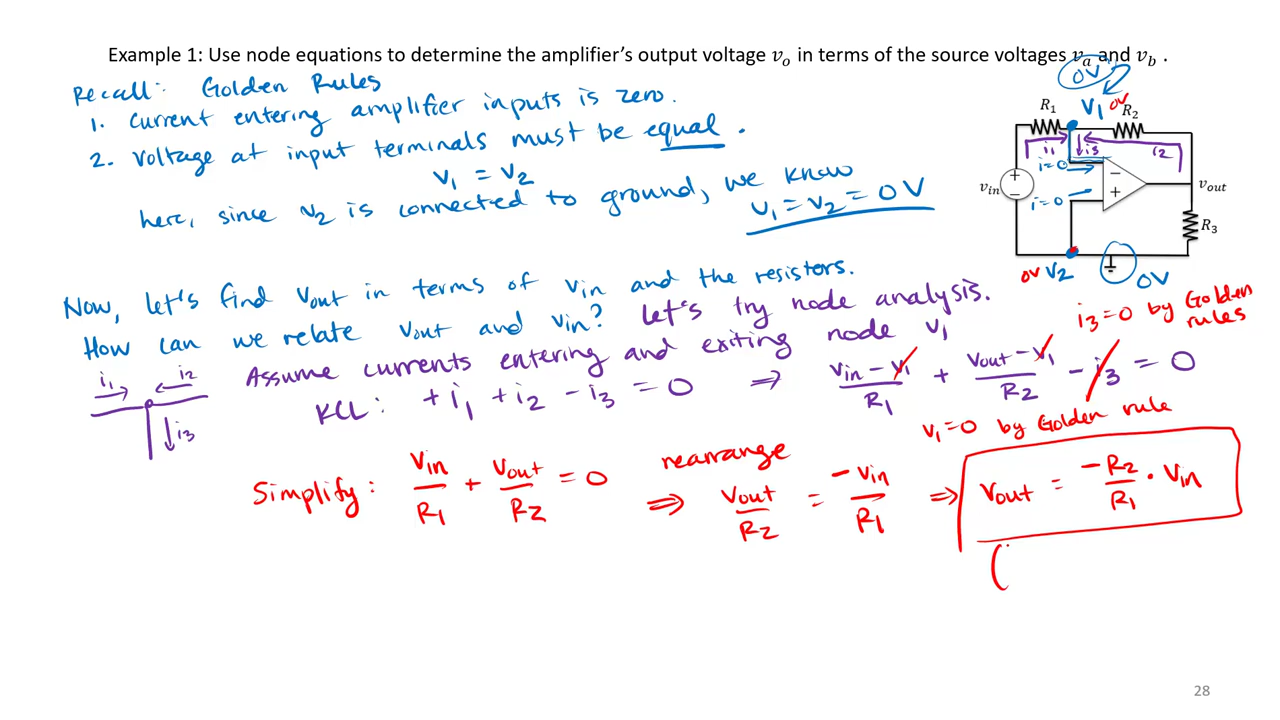 Example 1: Use node equations to determine the amplifier's output voltage vₒ in terms of the source voltages vₐ and v_b .
Recall: Golden Rules
1. Current entering amplifier inputs is zero.
2. Voltage at input terminals must be equal.
V₁ = V₂
here, since V₂ is connected to ground, we know
V₁ = V₂ = 0V
0V
R₁
V₁
0V
R₂
i₁
i₃
i₂
i=0
−
+
−
v_in
v_out
i=0
+
R₃
0V V₂
0V
Now, let's find Vout in terms of Vin and the resistors.
How can we relate Vout and Vin? Let's try node analysis.
i₃=0 by Golden rules
Assume currents entering and exiting node V₁
i₁
i₂
i₃
KCL: +i₁ +i₂ −i₃ = 0 ⇒ (Vin − V₁)/R₁ + (Vout − V₁)/R₂ − i₃ = 0
V₁=0 by Golden rule
Simplify: Vin/R₁ + Vout/R₂ = 0
rearrange
⇒ Vout/R₂ = −Vin/R₁ ⇒ Vout = −R₂/R₁ · Vin
(
28